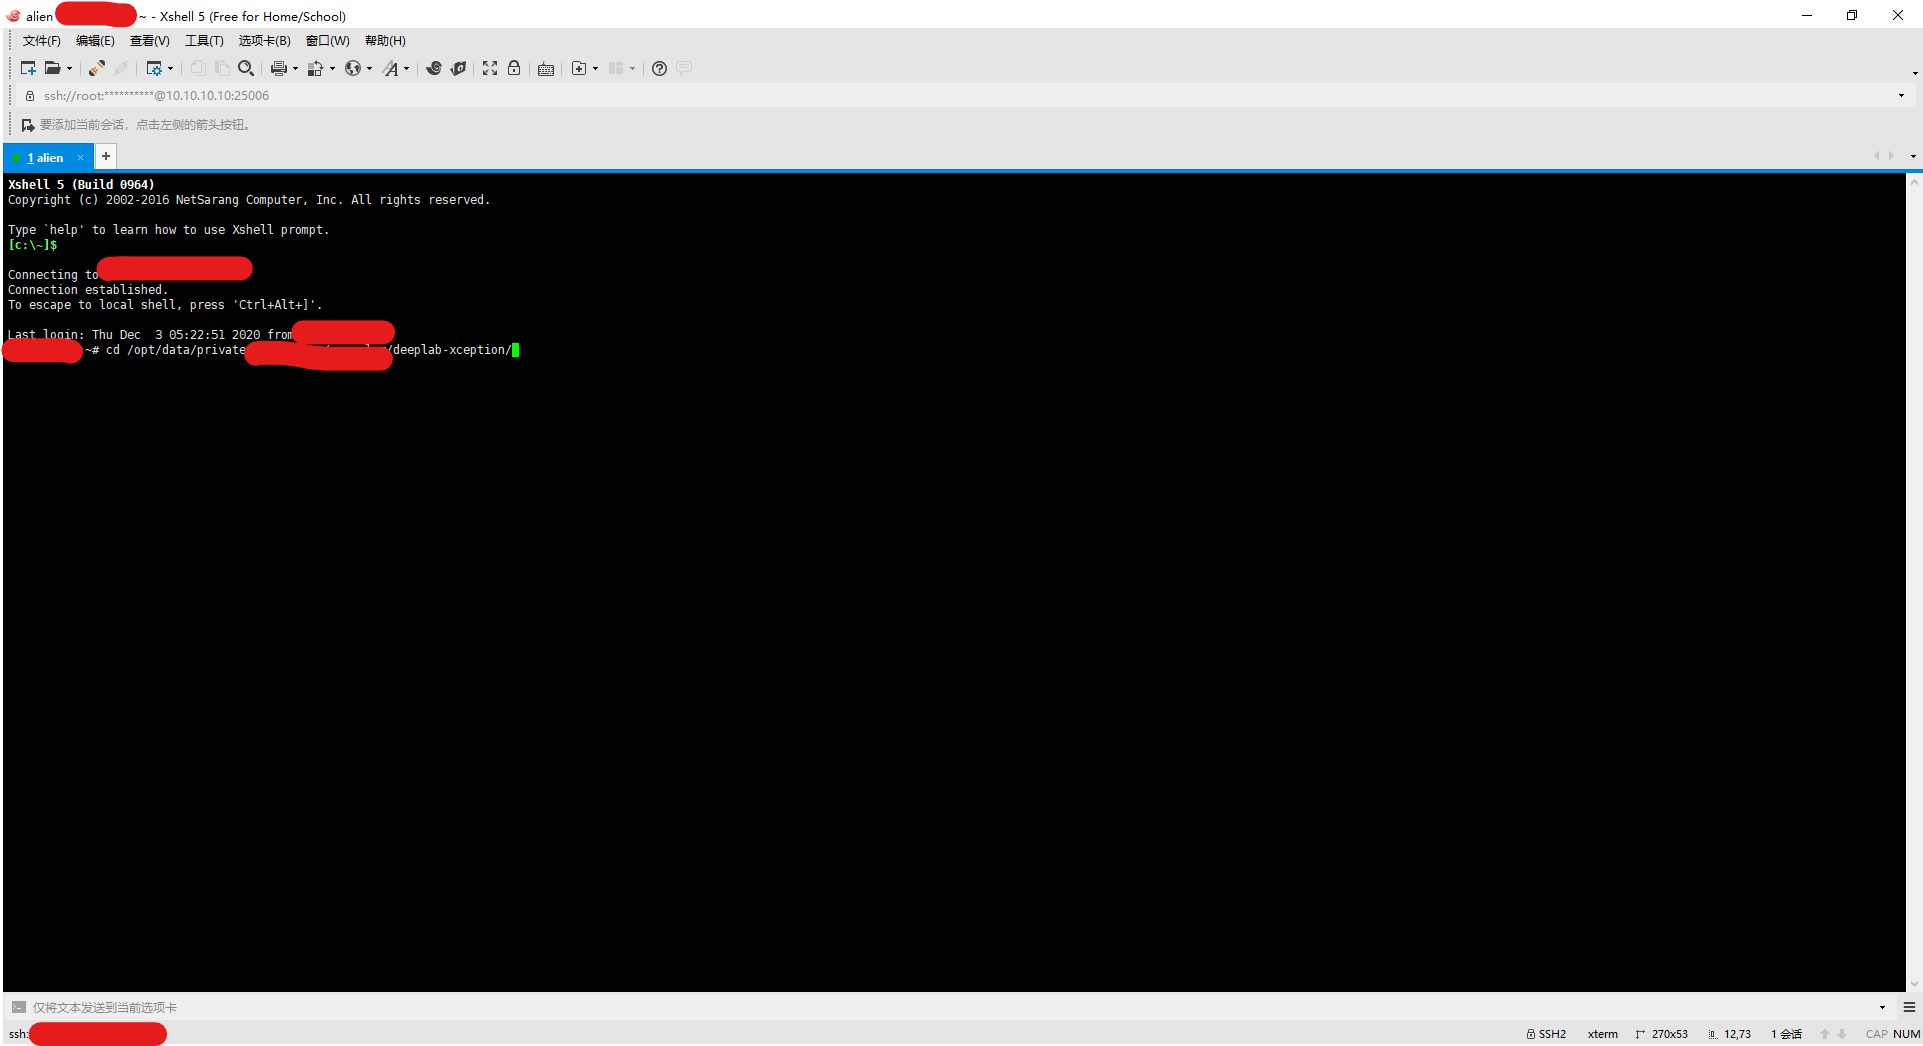 alien ~ - Xshell 5 (Free for Home/School)
文件(F) 编辑(E) 查看(V) 工具(T) 选项卡(B) 窗口(W) 帮助(H)
ssh://root:**********@10.10.10.10:25006
要添加当前会话，点击左侧的箭头按钮。
1 alien × +
Xshell 5 (Build 0964)
Copyright (c) 2002-2016 NetSarang Computer, Inc. All rights reserved.
Type `help' to learn how to use Xshell prompt.
[c:\~]$
Connecting to
Connection established.
To escape to local shell, press 'Ctrl+Alt+]'.
Last login: Thu Dec  3 05:22:51 2020 from
~# cd /opt/data/private /deeplab-xception/
仅将文本发送到当前选项卡
ssh: SSH2 xterm 270x53 12,73 1 会话 CAP NUM